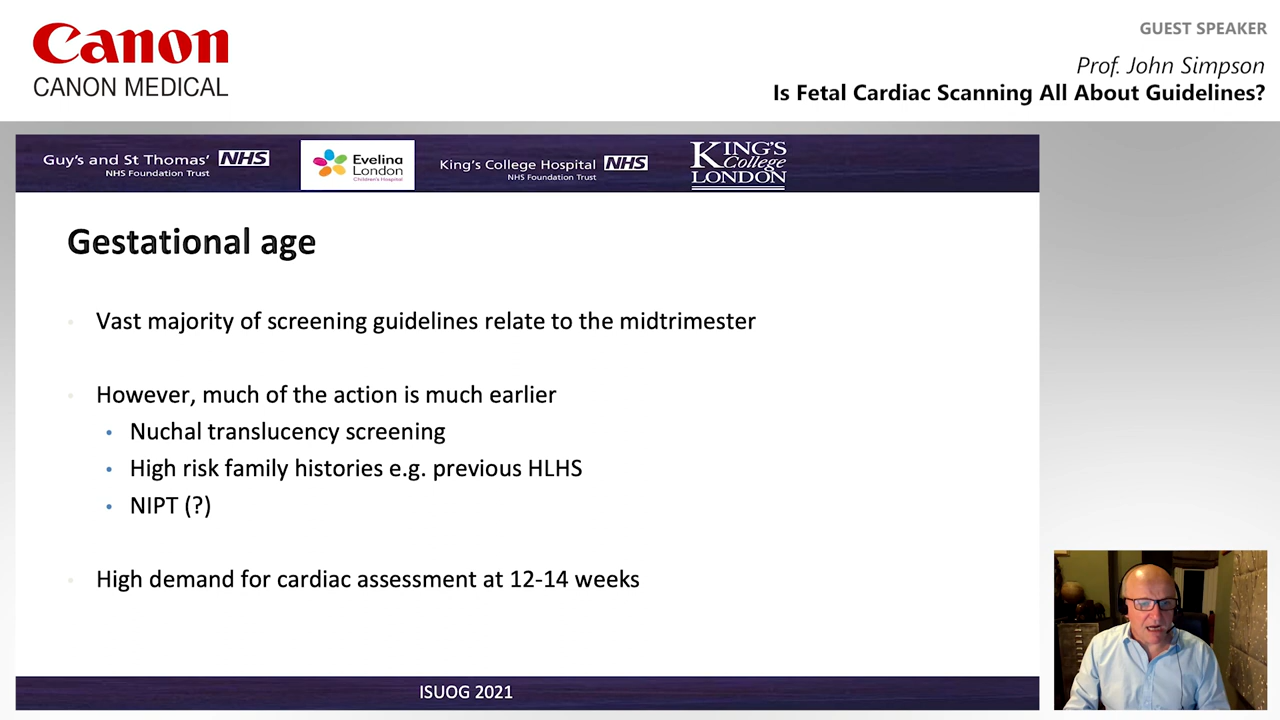 Canon
CANON MEDICAL
GUEST SPEAKER
Prof. John Simpson
Is Fetal Cardiac Scanning All About Guidelines?
Guy's and St Thomas' NHS
NHS Foundation Trust
Evelina
London
Children's Hospital
King's College Hospital NHS
NHS Foundation Trust
KING'S
College
LONDON
Gestational age
• Vast majority of screening guidelines relate to the midtrimester
• However, much of the action is much earlier
• Nuchal translucency screening
• High risk family histories e.g. previous HLHS
• NIPT (?)
• High demand for cardiac assessment at 12-14 weeks
ISUOG 2021